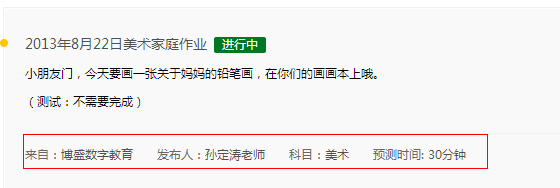 2013年8月22日美术家庭作业 进行中
小朋友门，今天要画一张关于妈妈的铅笔画，在你们的画画本上哦。
（测试：不需要完成）
来自：博盛数字教育 发布人：孙定涛老师 科目：美术 预测时间: 30分钟